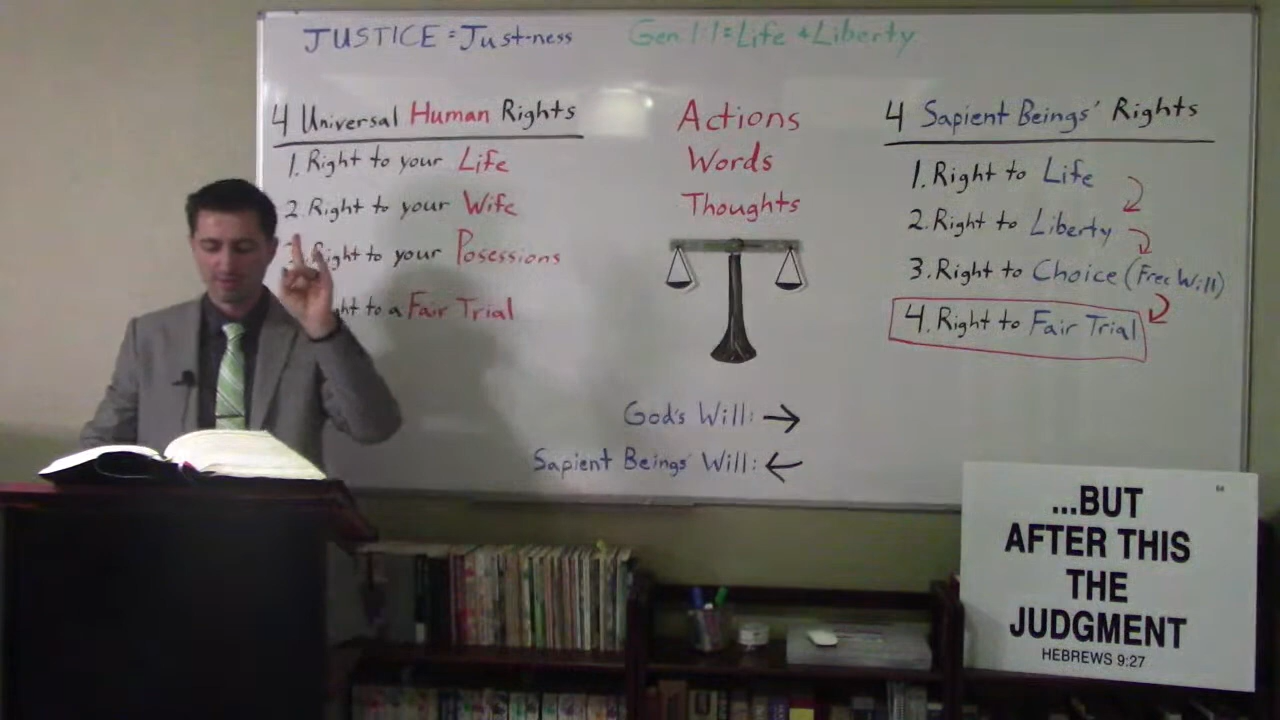 JUSTICE = Just-ness
Gen 1:1 = Life & Liberty
4 Universal Human Rights
1. Right to your Life
2. Right to your Wife
Right to your Posessions
to a Fair Trial
Actions
Words
Thoughts
God's Will: →
Sapient Beings' Will: ←
4 Sapient Beings' Rights
1. Right to Life
2. Right to Liberty
3. Right to Choice (Free Will)
4. Right to Fair Trial
...BUT
AFTER THIS
THE
JUDGMENT
HEBREWS 9:27